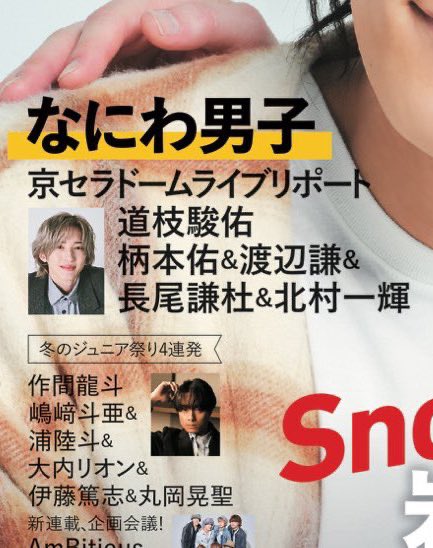 なにわ男子
京セラドームライブリポート
道枝駿佑
柄本佑&渡辺謙&
長尾謙杜&北村一輝
冬のジュニア祭り4連発
作間龍斗
嶋﨑斗亜&
浦陸斗&
大内リオン&
伊藤篤志&丸岡晃聖
新連載、企画会議!
AmBitious
Sno
岩